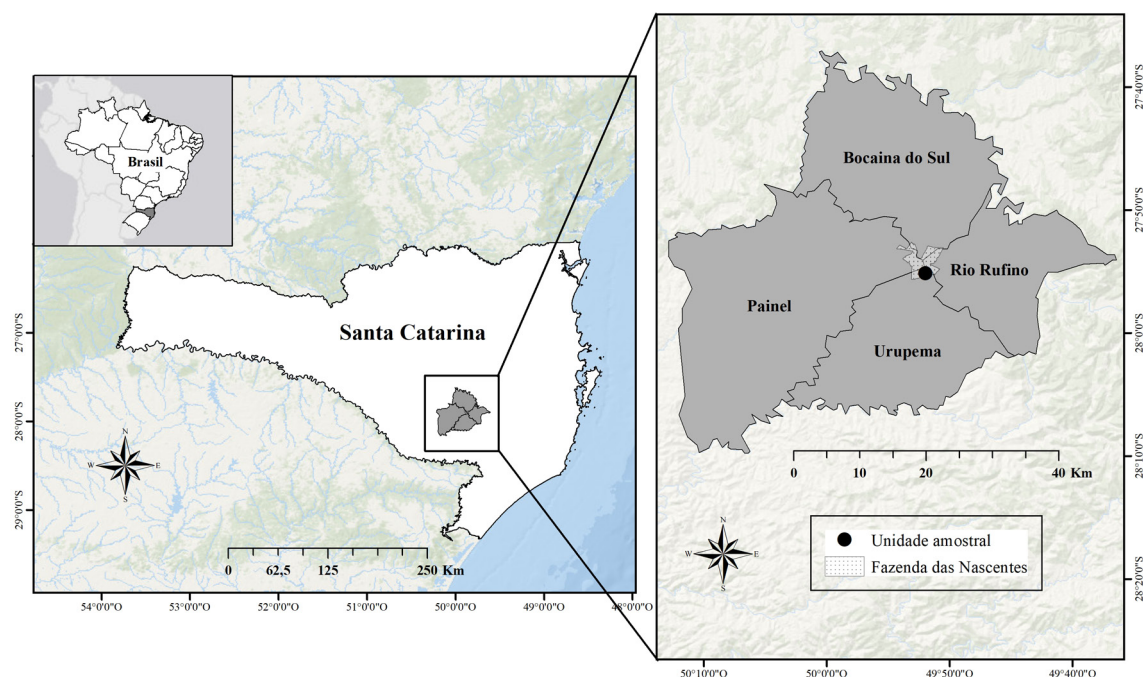 Brasil
Santa Catarina
N
W
E
S
0
62,5
125
250 Km
27°0'0"S
28°0'0"S
29°0'0"S
54°0'0"O
53°0'0"O
52°0'0"O
51°0'0"O
50°0'0"O
49°0'0"O
48°0'0"O
Bocaina do Sul
Rio Rufino
Painel
Urupema
0
10
20
40 Km
N
W
E
S
Unidade amostral
Fazenda das Nascentes
27°40'0"S
27°50'0"S
28°0'0"S
28°10'0"S
28°20'0"S
50°10'0"O
50°0'0"O
49°50'0"O
49°40'0"O